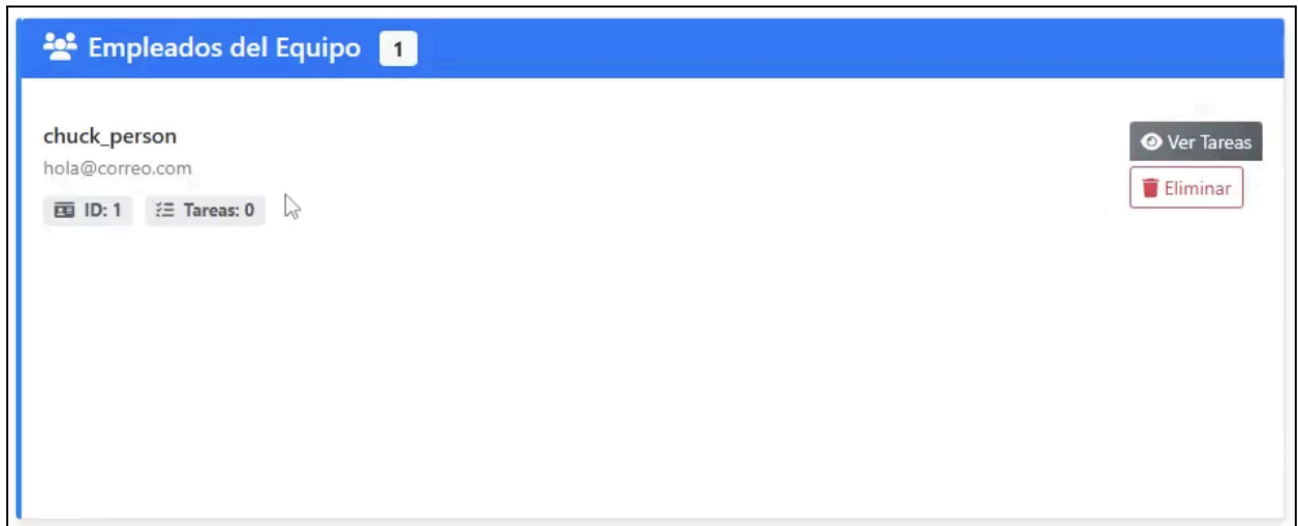 Empleados del Equipo 1
chuck_person
hola@correo.com
ID: 1 Tareas: 0
Ver Tareas
Eliminar